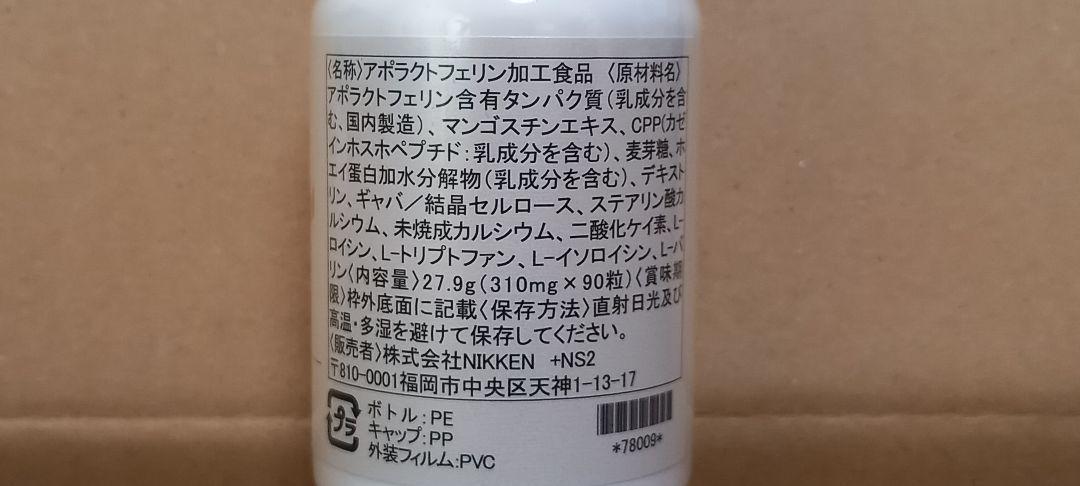 〈名称〉アポラクトフェリン加工食品 〈原材料名〉
アポラクトフェリン含有タンパク質(乳成分を含
む、国内製造)、マンゴスチンエキス、CPP(カゼ
インホスホペプチド:乳成分を含む)、麦芽糖、ホ
エイ蛋白加水分解物(乳成分を含む)、デキスト
リン、ギャバ/結晶セルロース、ステアリン酸カ
ルシウム、未焼成カルシウム、二酸化ケイ素、L-
ロイシン、L-トリプトファン、L-イソロイシン、L-バ
リン〈内容量〉27.9g(310mg×90粒)〈賞味期
限〉枠外底面に記載〈保存方法〉直射日光及び
高温・多湿を避けて保存してください。
〈販売者〉株式会社NIKKEN +NS2
〒810-0001福岡市中央区天神1-13-17
プラ
ボトル:PE
キャップ:PP
外装フィルム:PVC
*78009*